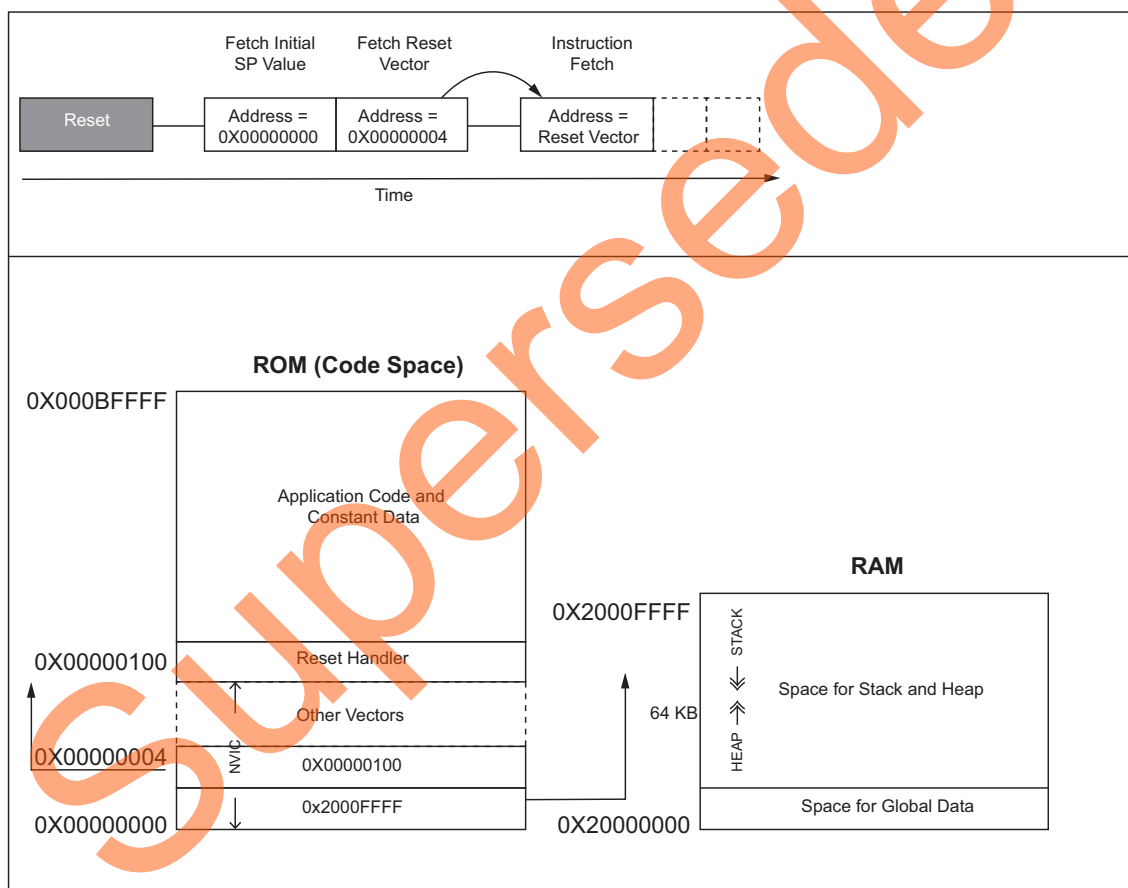 Fetch Initial
SP Value
Fetch Reset
Vector
Instruction
Fetch
Reset
Address =
0X00000000
Address =
0X00000004
Address =
Reset Vector
Time
ROM (Code Space)
0X000BFFFF
Application Code and
Constant Data
RAM
0X2000FFFF
STACK
HEAP
Space for Stack and Heap
64 KB
0X00000100
Reset Handler
Other Vectors
NVIC
0X00000004
0X00000100
0x2000FFFF
0X00000000
Space for Global Data
0X20000000
Supersede